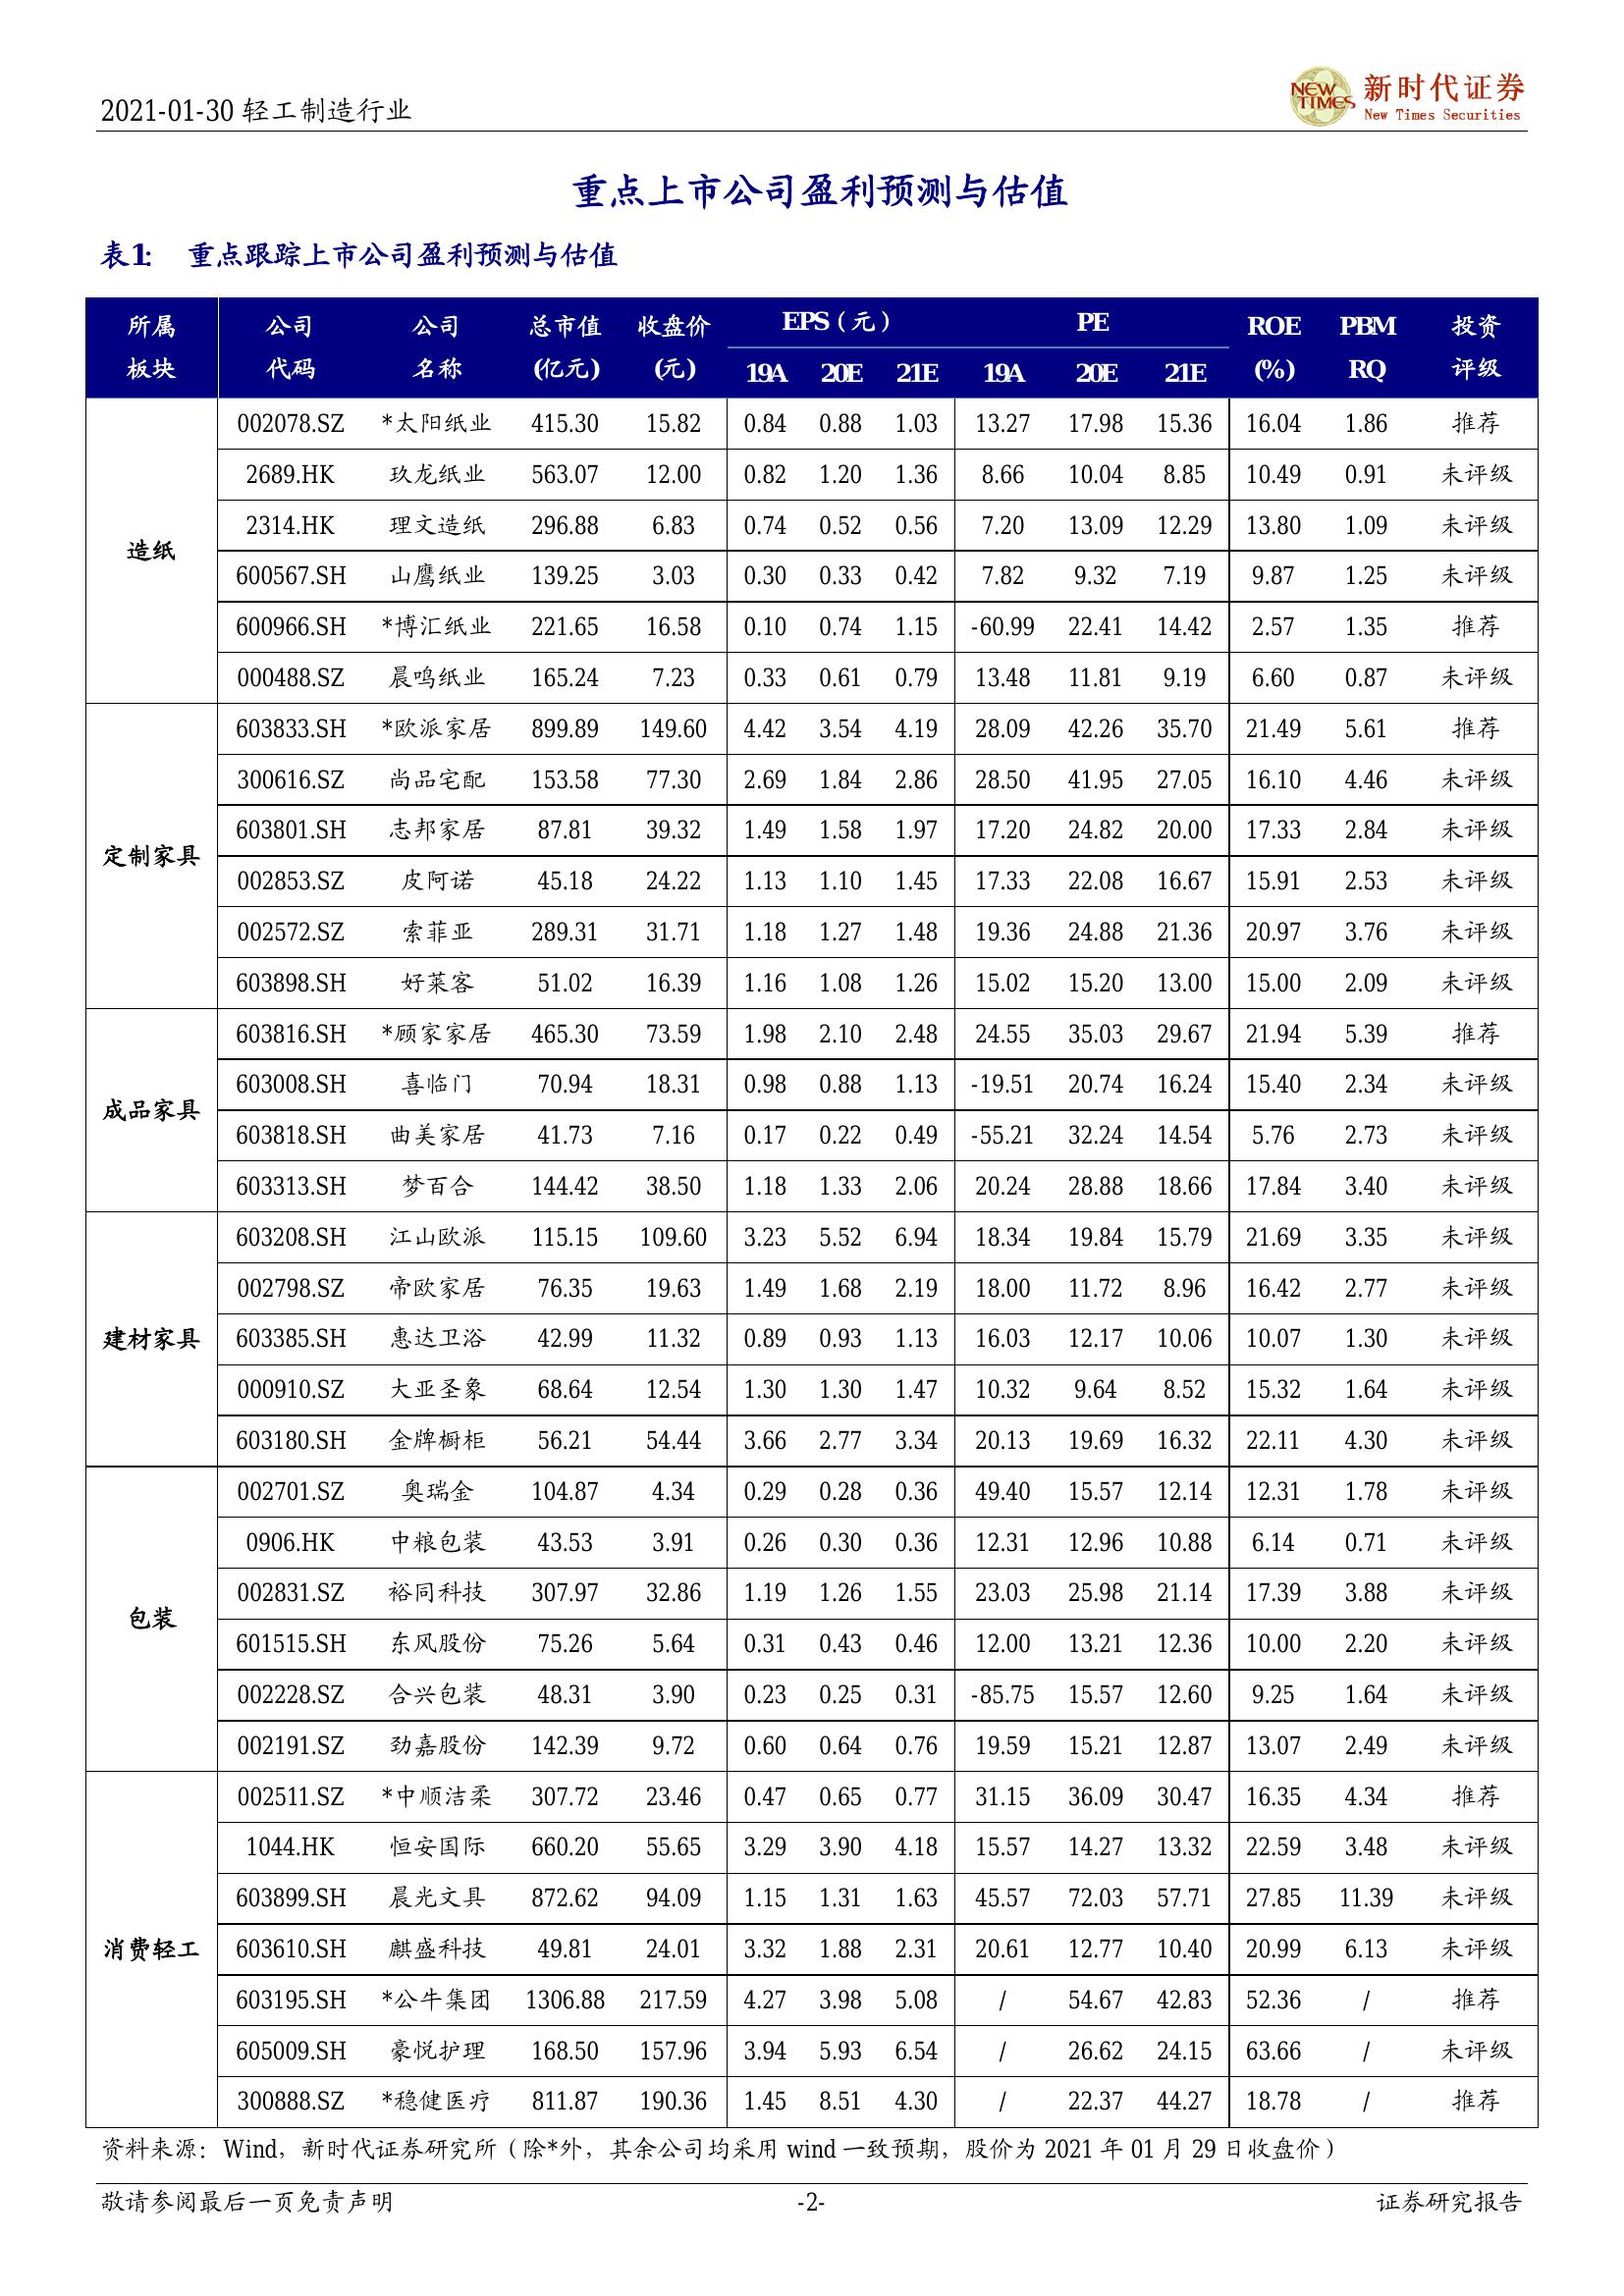 2021-01-30 轻工制造行业
NEW TIMES 新时代证券
New Times Securities
重点上市公司盈利预测与估值
表1: 重点跟踪上市公司盈利预测与估值
所属板块 公司代码 公司名称 总市值(亿元) 收盘价(元) EPS(元) PE ROE(%) PBMRQ 投资评级
19A 20E 21E 19A 20E 21E
造纸
002078.SZ *太阳纸业 415.30 15.82 0.84 0.88 1.03 13.27 17.98 15.36 16.04 1.86 推荐
2689.HK 玖龙纸业 563.07 12.00 0.82 1.20 1.36 8.66 10.04 8.85 10.49 0.91 未评级
2314.HK 理文造纸 296.88 6.83 0.74 0.52 0.56 7.20 13.09 12.29 13.80 1.09 未评级
600567.SH 山鹰纸业 139.25 3.03 0.30 0.33 0.42 7.82 9.32 7.19 9.87 1.25 未评级
600966.SH *博汇纸业 221.65 16.58 0.10 0.74 1.15 -60.99 22.41 14.42 2.57 1.35 推荐
000488.SZ 晨鸣纸业 165.24 7.23 0.33 0.61 0.79 13.48 11.81 9.19 6.60 0.87 未评级
定制家具
603833.SH *欧派家居 899.89 149.60 4.42 3.54 4.19 28.09 42.26 35.70 21.49 5.61 推荐
300616.SZ 尚品宅配 153.58 77.30 2.69 1.84 2.86 28.50 41.95 27.05 16.10 4.46 未评级
603801.SH 志邦家居 87.81 39.32 1.49 1.58 1.97 17.20 24.82 20.00 17.33 2.84 未评级
002853.SZ 皮阿诺 45.18 24.22 1.13 1.10 1.45 17.33 22.08 16.67 15.91 2.53 未评级
002572.SZ 索菲亚 289.31 31.71 1.18 1.27 1.48 19.36 24.88 21.36 20.97 3.76 未评级
603898.SH 好莱客 51.02 16.39 1.16 1.08 1.26 15.02 15.20 13.00 15.00 2.09 未评级
成品家具
603816.SH *顾家家居 465.30 73.59 1.98 2.10 2.48 24.55 35.03 29.67 21.94 5.39 推荐
603008.SH 喜临门 70.94 18.31 0.98 0.88 1.13 -19.51 20.74 16.24 15.40 2.34 未评级
603818.SH 曲美家居 41.73 7.16 0.17 0.22 0.49 -55.21 32.24 14.54 5.76 2.73 未评级
603313.SH 梦百合 144.42 38.50 1.18 1.33 2.06 20.24 28.88 18.66 17.84 3.40 未评级
建材家具
603208.SH 江山欧派 115.15 109.60 3.23 5.52 6.94 18.34 19.84 15.79 21.69 3.35 未评级
002798.SZ 帝欧家居 76.35 19.63 1.49 1.68 2.19 18.00 11.72 8.96 16.42 2.77 未评级
603385.SH 惠达卫浴 42.99 11.32 0.89 0.93 1.13 16.03 12.17 10.06 10.07 1.30 未评级
000910.SZ 大亚圣象 68.64 12.54 1.30 1.30 1.47 10.32 9.64 8.52 15.32 1.64 未评级
603180.SH 金牌橱柜 56.21 54.44 3.66 2.77 3.34 20.13 19.69 16.32 22.11 4.30 未评级
包装
002701.SZ 奥瑞金 104.87 4.34 0.29 0.28 0.36 49.40 15.57 12.14 12.31 1.78 未评级
0906.HK 中粮包装 43.53 3.91 0.26 0.30 0.36 12.31 12.96 10.88 6.14 0.71 未评级
002831.SZ 裕同科技 307.97 32.86 1.19 1.26 1.55 23.03 25.98 21.14 17.39 3.88 未评级
601515.SH 东风股份 75.26 5.64 0.31 0.43 0.46 12.00 13.21 12.36 10.00 2.20 未评级
002228.SZ 合兴包装 48.31 3.90 0.23 0.25 0.31 -85.75 15.57 12.60 9.25 1.64 未评级
002191.SZ 劲嘉股份 142.39 9.72 0.60 0.64 0.76 19.59 15.21 12.87 13.07 2.49 未评级
消费轻工
002511.SZ *中顺洁柔 307.72 23.46 0.47 0.65 0.77 31.15 36.09 30.47 16.35 4.34 推荐
1044.HK 恒安国际 660.20 55.65 3.29 3.90 4.18 15.57 14.27 13.32 22.59 3.48 未评级
603899.SH 晨光文具 872.62 94.09 1.15 1.31 1.63 45.57 72.03 57.71 27.85 11.39 未评级
603610.SH 麒盛科技 49.81 24.01 3.32 1.88 2.31 20.61 12.77 10.40 20.99 6.13 未评级
603195.SH *公牛集团 1306.88 217.59 4.27 3.98 5.08 / 54.67 42.83 52.36 / 推荐
605009.SH 豪悦护理 168.50 157.96 3.94 5.93 6.54 / 26.62 24.15 63.66 / 未评级
300888.SZ *稳健医疗 811.87 190.36 1.45 8.51 4.30 / 22.37 44.27 18.78 / 推荐
资料来源：Wind，新时代证券研究所（除*外，其余公司均采用 wind 一致预期，股价为 2021 年 01 月 29 日收盘价）
敬请参阅最后一页免责声明 -2- 证券研究报告